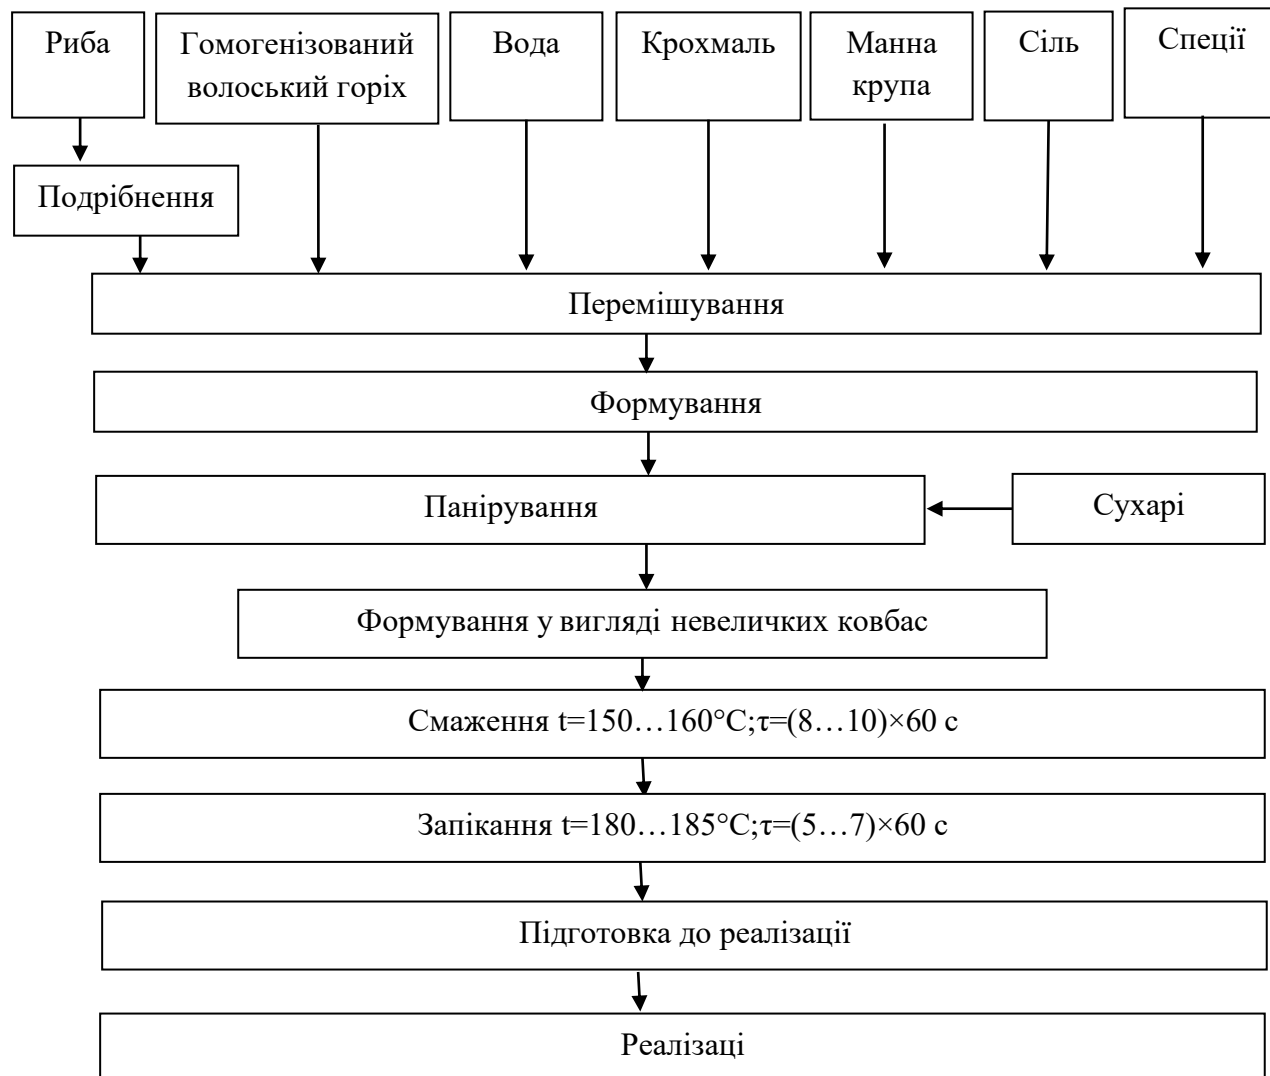 Риба
Гомогенізований
волоський горіх
Вода
Крохмаль
Манна
крупа
Сіль
Спеції
Подрібнення
Перемішування
Формування
Панірування
Сухарі
Формування у вигляді невеличких ковбас
Смаження t=150…160°С;τ=(8…10)×60 с
Запікання t=180…185°С;τ=(5…7)×60 с
Підготовка до реалізації
Реалізаці